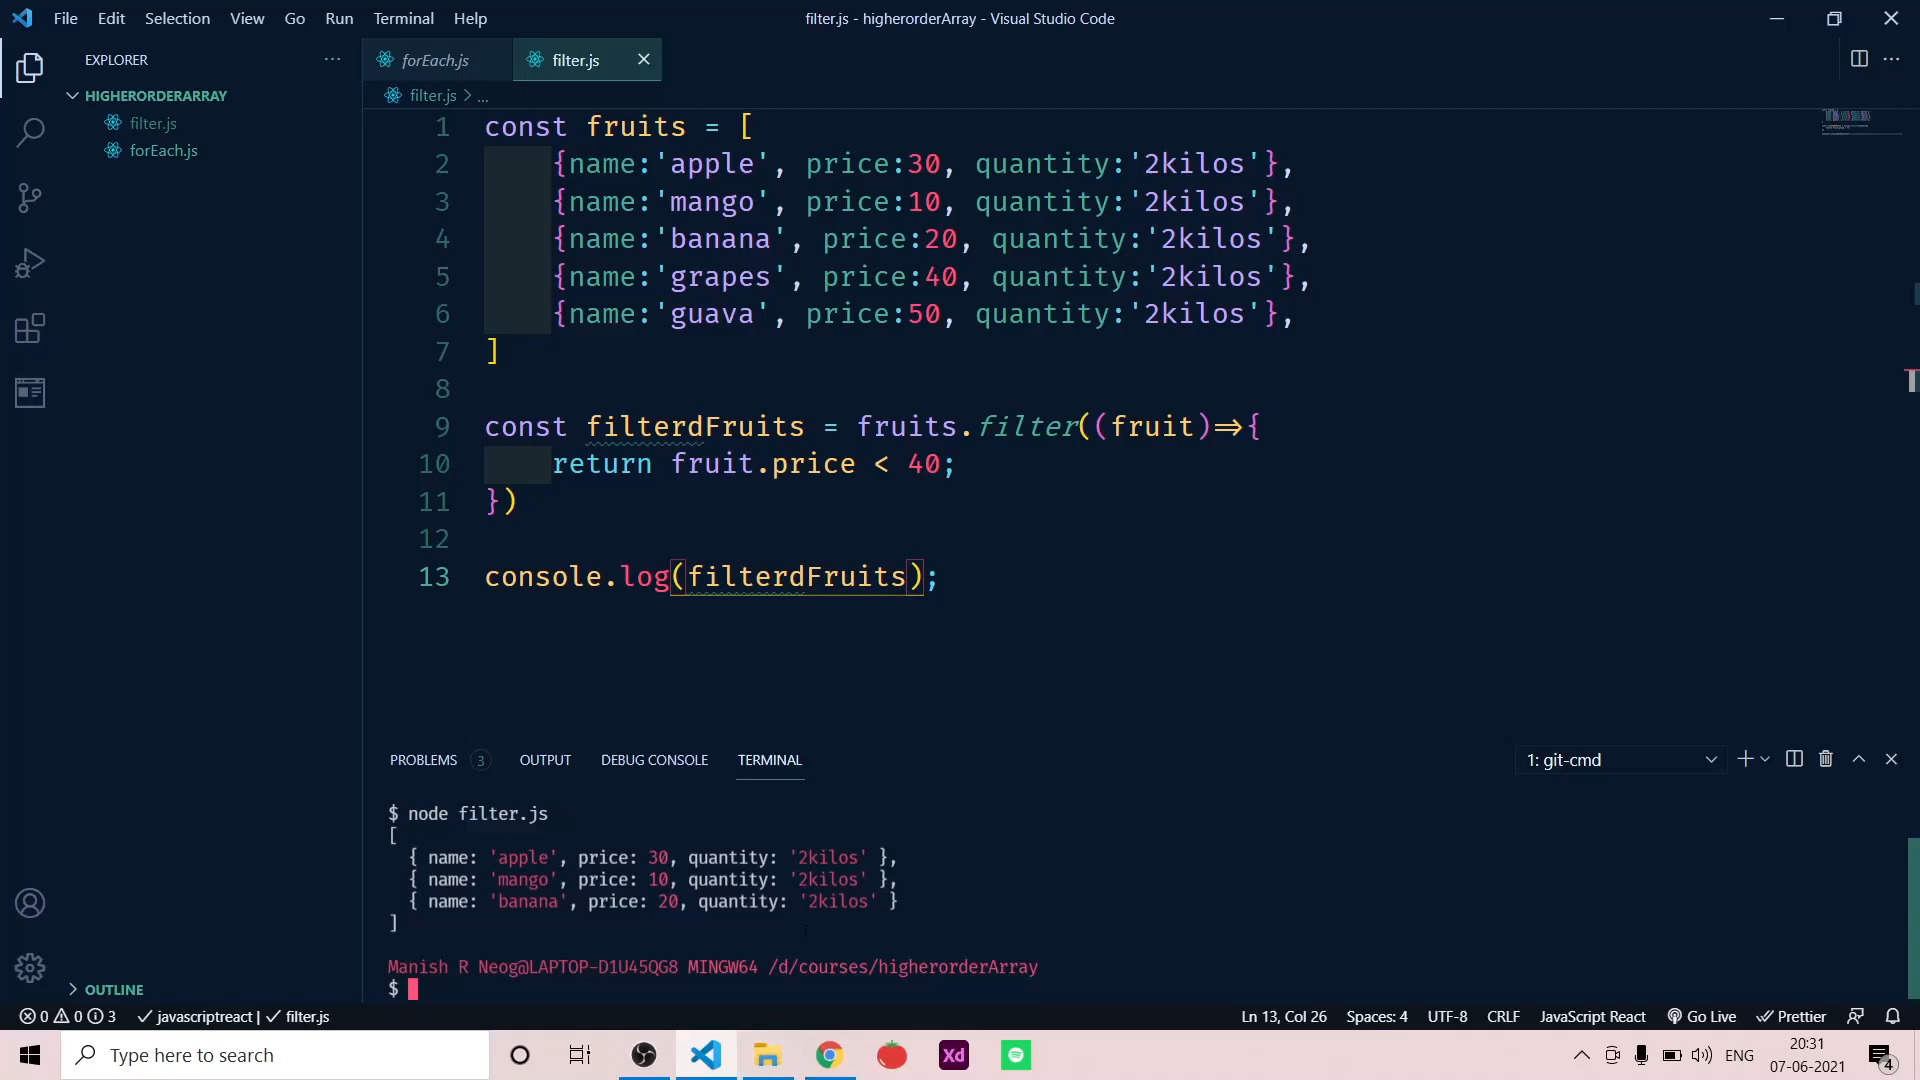 File Edit Selection View Go Run Terminal Help filter.js - higherorderArray - Visual Studio Code
EXPLORER ···
HIGHERORDERARRAY
filter.js
forEach.js
forEach.js filter.js
filter.js > ...
1 const fruits = [
2 {name:'apple', price:30, quantity:'2kilos'},
3 {name:'mango', price:10, quantity:'2kilos'},
4 {name:'banana', price:20, quantity:'2kilos'},
5 {name:'grapes', price:40, quantity:'2kilos'},
6 {name:'guava', price:50, quantity:'2kilos'},
7 ]
8
9 const filterdFruits = fruits.filter((fruit)=>{
10 return fruit.price < 40;
11 })
12
13 console.log(filterdFruits);
PROBLEMS 3 OUTPUT DEBUG CONSOLE TERMINAL 1: git-cmd
$ node filter.js
[
{ name: 'apple', price: 30, quantity: '2kilos' },
{ name: 'mango', price: 10, quantity: '2kilos' },
{ name: 'banana', price: 20, quantity: '2kilos' }
]
Manish R Neog@LAPTOP-D1U45QG8 MINGW64 /d/courses/higherorderArray
$
OUTLINE
0 0 3 javascriptreact | filter.js Ln 13, Col 26 Spaces: 4 UTF-8 CRLF JavaScript React Go Live Prettier
Type here to search Xd ENG 20:31
07-06-2021 4